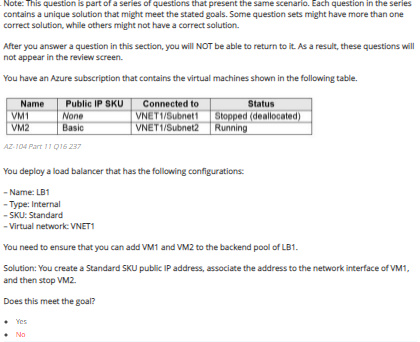 Note: This question is part of a series of questions that present the same scenario. Each question in the series
contains a unique solution that might meet the stated goals. Some question sets might have more than one
correct solution, while others might not have a correct solution.
After you answer a question in this section, you will NOT be able to return to it. As a result, these questions will
not appear in the review screen.
You have an Azure subscription that contains the virtual machines shown in the following table.
Name Public IP SKU Connected to Status
VM1 None VNET1/Subnet1 Stopped (deallocated)
VM2 Basic VNET1/Subnet2 Running
AZ-104 Part 11 Q16 237
You deploy a load balancer that has the following configurations:
– Name: LB1
– Type: Internal
– SKU: Standard
– Virtual network: VNET1
You need to ensure that you can add VM1 and VM2 to the backend pool of LB1.
Solution: You create a Standard SKU public IP address, associate the address to the network interface of VM1,
and then stop VM2.
Does this meet the goal?
• Yes
• No